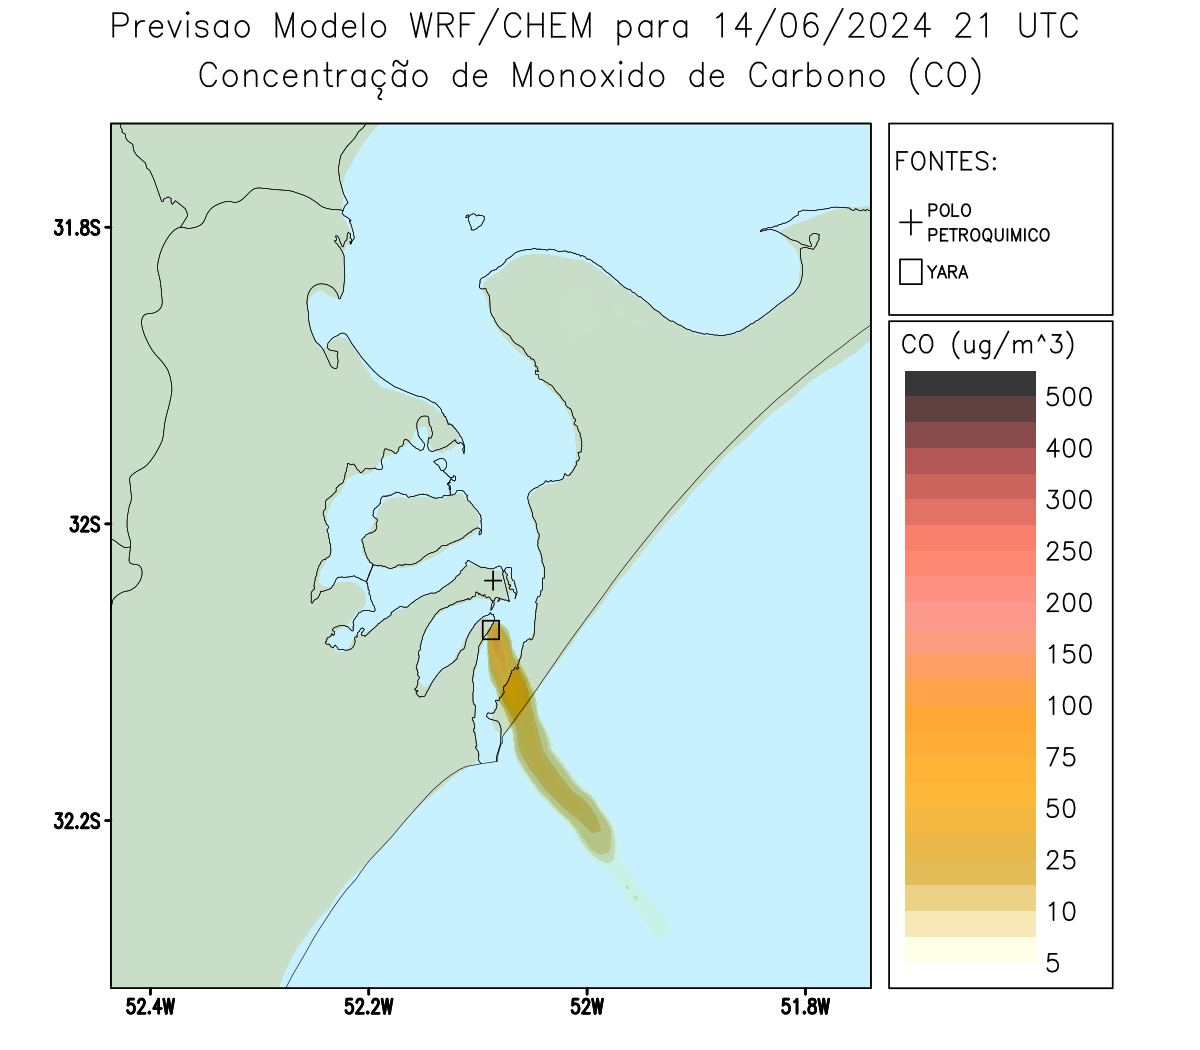 Previsao Modelo WRF/CHEM para 14/06/2024 21 UTC
Concentração de Monoxido de Carbono (CO)
FONTES:
POLO
PETROQUIMICO
YARA
CO (ug/m^3)
500
400
300
250
200
150
100
75
50
25
10
5
31.8S
32S
32.2S
52.4W
52.2W
52W
51.8W